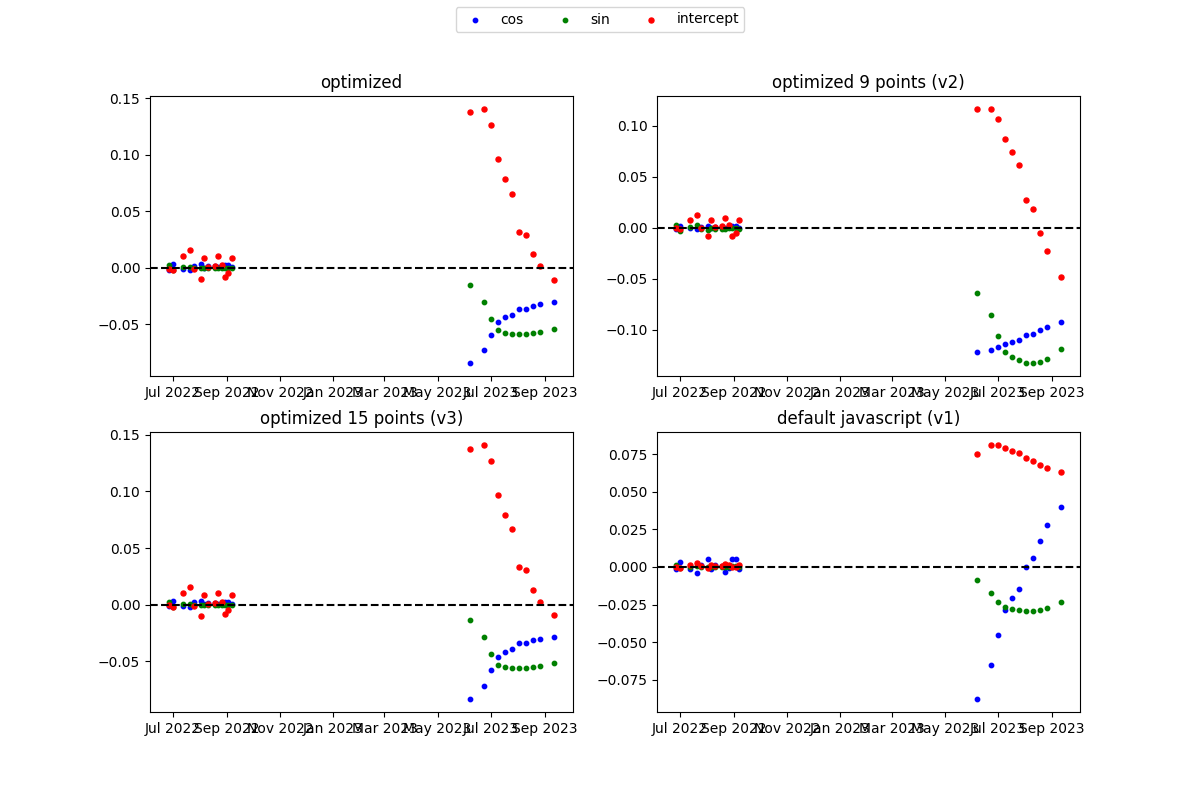 cos sin intercept
optimized
0.15
0.10
0.05
0.00
−0.05
Jul 2022 Sep 2022 Nov 2022 Jan 2023 Mar 2023 May 2023 Jul 2023 Sep 2023
optimized 9 points (v2)
0.10
0.05
0.00
−0.05
−0.10
Jul 2022 Sep 2022 Nov 2022 Jan 2023 Mar 2023 May 2023 Jul 2023 Sep 2023
optimized 15 points (v3)
0.15
0.10
0.05
0.00
−0.05
Jul 2022 Sep 2022 Nov 2022 Jan 2023 Mar 2023 May 2023 Jul 2023 Sep 2023
default javascript (v1)
0.075
0.050
0.025
0.000
−0.025
−0.050
−0.075
Jul 2022 Sep 2022 Nov 2022 Jan 2023 Mar 2023 May 2023 Jul 2023 Sep 2023